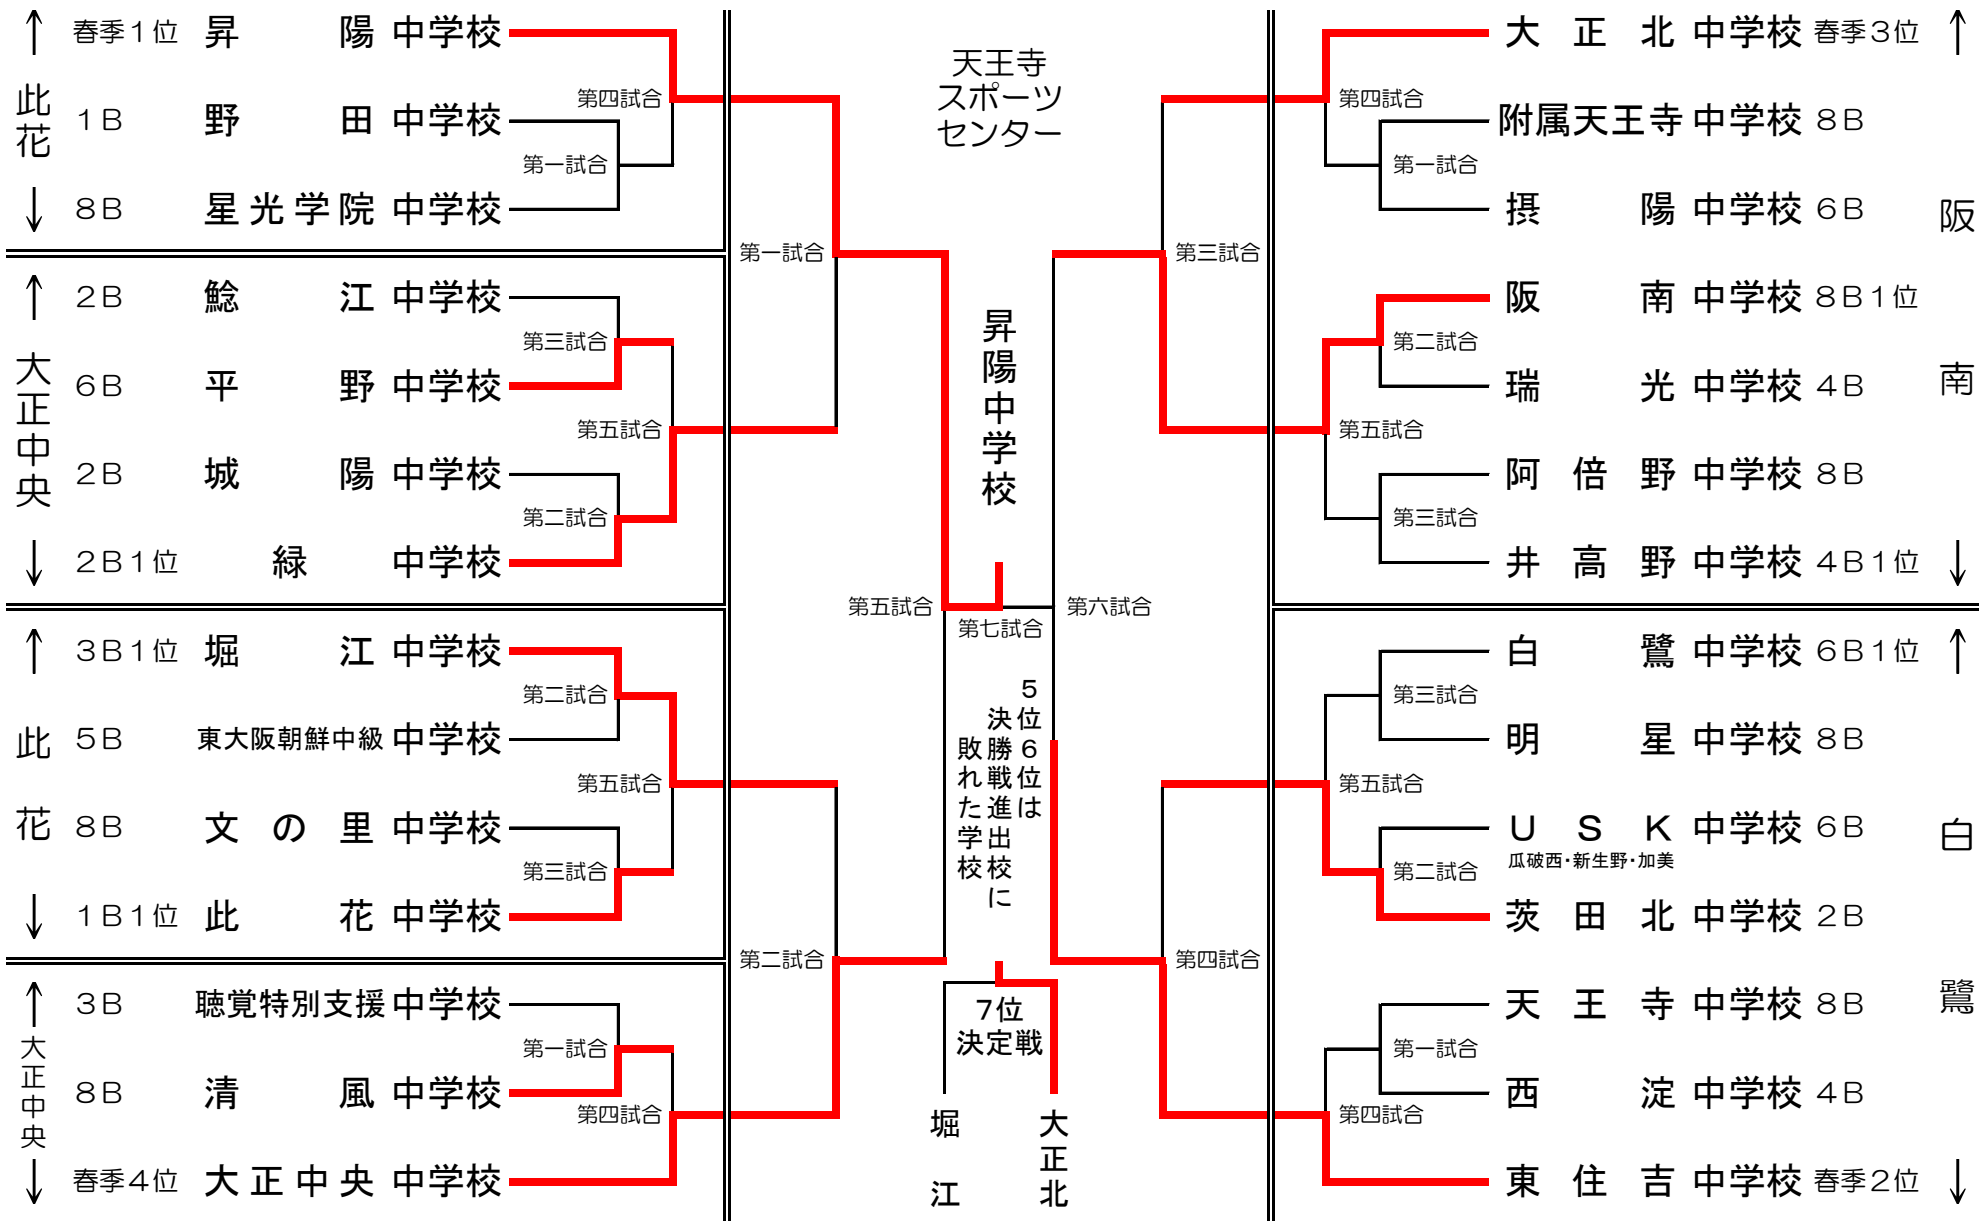 ↑ 春季1位 昇陽中学校
此花 1B 野田中学校
↓ 8B 星光学院中学校
第四試合
第一試合
↑ 2B 鯰江中学校
大正中央 6B 平野中学校
2B 城陽中学校
↓ 2B1位 緑中学校
第三試合
第五試合
第二試合
↑ 3B1位 堀江中学校
此花 5B 東大阪朝鮮中級中学校
8B 文の里中学校
↓ 1B1位 此花中学校
第二試合
第五試合
第三試合
↑ 3B 聴覚特別支援中学校
大正中央 8B 清風中学校
↓ 春季4位 大正中央中学校
第一試合
第四試合
天王寺
スポーツ
センター
第一試合
第三試合
昇陽中学校
第五試合
第六試合
第七試合
5位6位は
決勝戦進出校に
敗れた学校
第二試合
第四試合
7位
決定戦
堀江
大正北
大正北中学校 春季3位 ↑
附属天王寺中学校 8B
摂陽中学校 6B
阪南中学校 8B1位
瑞光中学校 4B
阿倍野中学校 8B
井高野中学校 4B1位 ↓
阪南
第四試合
第一試合
第二試合
第五試合
第三試合
白鷺中学校 6B1位 ↑
明星中学校 8B
USK中学校 6B
瓜破西・新生野・加美
茨田北中学校 2B
天王寺中学校 8B
西淀中学校 4B
東住吉中学校 春季2位 ↓
白鷺
第三試合
第五試合
第二試合
第一試合
第四試合